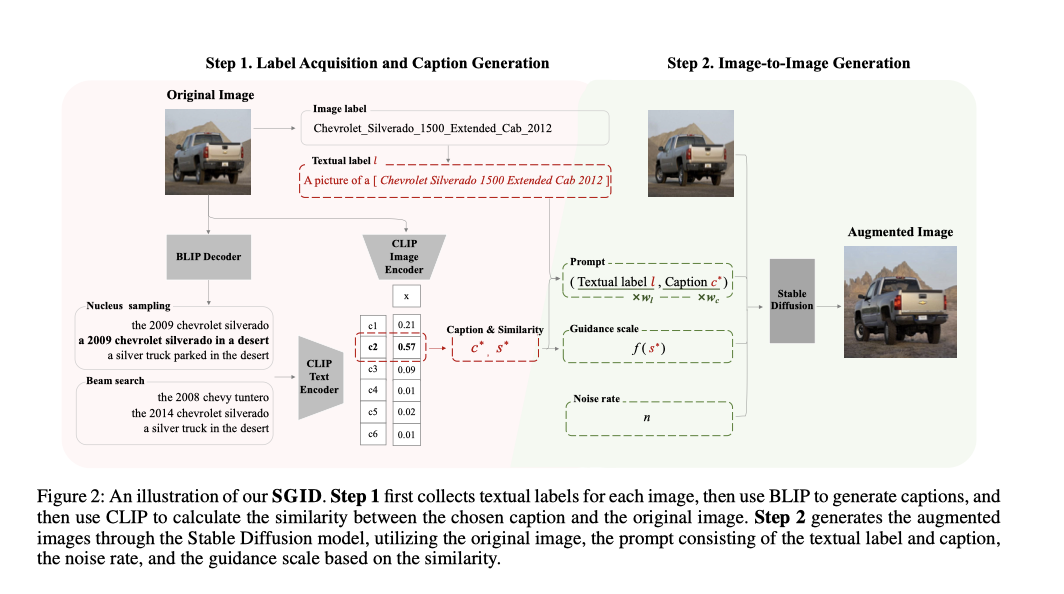 Step 1. Label Acquisition and Caption Generation
Step 2. Image-to-Image Generation
Original Image
Image label
Chevrolet_Silverado_1500_Extended_Cab_2012
Textual label l
A picture of a [ Chevrolet Silverado 1500 Extended Cab 2012 ]
BLIP Decoder
CLIP
Image
Encoder
Nucleus sampling
the 2009 chevrolet silverado
a 2009 chevrolet silverado in a desert
a silver truck parked in the desert
Beam search
the 2008 chevy tuntero
the 2014 chevrolet silverado
a silver truck in the desert
CLIP
Text
Encoder
x
c1 0.21
c2 0.57
c3 0.09
c4 0.01
c5 0.02
c6 0.01
Caption & Similarity
c* , s*
Prompt
( Textual label l , Caption c* )
×wl ×wc
Guidance scale
f ( s* )
Noise rate
n
Stable
Diffusion
Augmented Image
Figure 2: An illustration of our SGID. Step 1 first collects textual labels for each image, then use BLIP to generate captions, and
then use CLIP to calculate the similarity between the chosen caption and the original image. Step 2 generates the augmented
images through the Stable Diffusion model, utilizing the original image, the prompt consisting of the textual label and caption,
the noise rate, and the guidance scale based on the similarity.